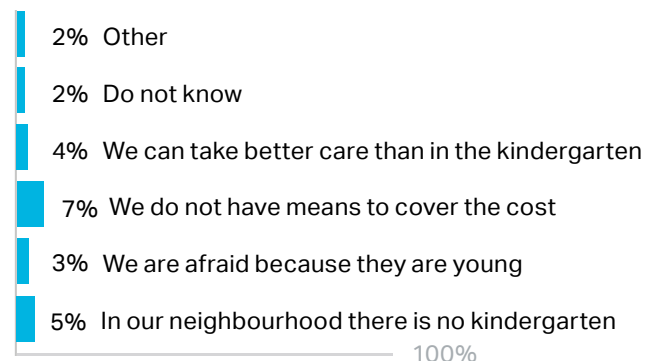 2% Other
2% Do not know
4% We can take better care than in the kindergarten
7% We do not have means to cover the cost
3% We are afraid because they are young
5% In our neighbourhood there is no kindergarten
100%